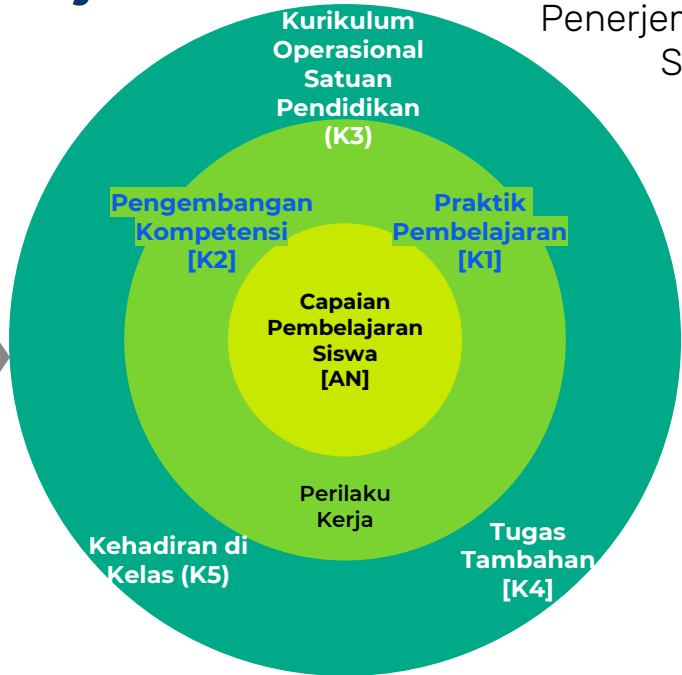 Penerjem
S
Kurikulum
Operasional
Satuan
Pendidikan
(K3)
Pengembangan
Kompetensi
[K2]
Praktik
Pembelajaran
[K1]
Capaian
Pembelajaran
Siswa
[AN]
Perilaku
Kerja
Kehadiran di
Kelas (K5)
Tugas
Tambahan
[K4]